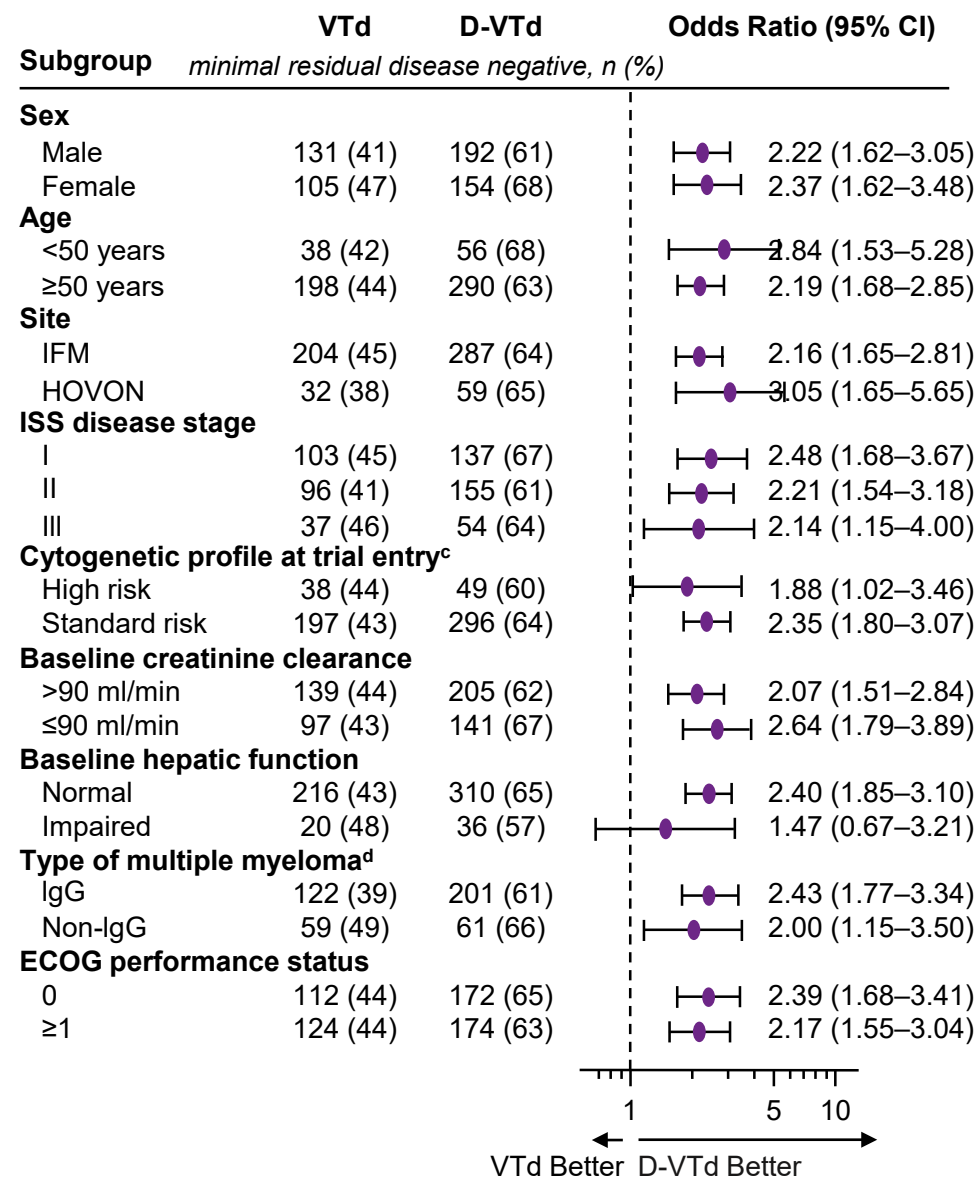 VTd D-VTd Odds Ratio (95% CI)
Subgroup minimal residual disease negative, n (%)
Sex
Male 131 (41) 192 (61) 2.22 (1.62–3.05)
Female 105 (47) 154 (68) 2.37 (1.62–3.48)
Age
<50 years 38 (42) 56 (68) 2.84 (1.53–5.28)
≥50 years 198 (44) 290 (63) 2.19 (1.68–2.85)
Site
IFM 204 (45) 287 (64) 2.16 (1.65–2.81)
HOVON 32 (38) 59 (65) 3.05 (1.65–5.65)
ISS disease stage
I 103 (45) 137 (67) 2.48 (1.68–3.67)
II 96 (41) 155 (61) 2.21 (1.54–3.18)
III 37 (46) 54 (64) 2.14 (1.15–4.00)
Cytogenetic profile at trial entryᶜ
High risk 38 (44) 49 (60) 1.88 (1.02–3.46)
Standard risk 197 (43) 296 (64) 2.35 (1.80–3.07)
Baseline creatinine clearance
>90 ml/min 139 (44) 205 (62) 2.07 (1.51–2.84)
≤90 ml/min 97 (43) 141 (67) 2.64 (1.79–3.89)
Baseline hepatic function
Normal 216 (43) 310 (65) 2.40 (1.85–3.10)
Impaired 20 (48) 36 (57) 1.47 (0.67–3.21)
Type of multiple myelomaᵈ
IgG 122 (39) 201 (61) 2.43 (1.77–3.34)
Non-IgG 59 (49) 61 (66) 2.00 (1.15–3.50)
ECOG performance status
0 112 (44) 172 (65) 2.39 (1.68–3.41)
≥1 124 (44) 174 (63) 2.17 (1.55–3.04)
1 5 10
VTd Better D-VTd Better